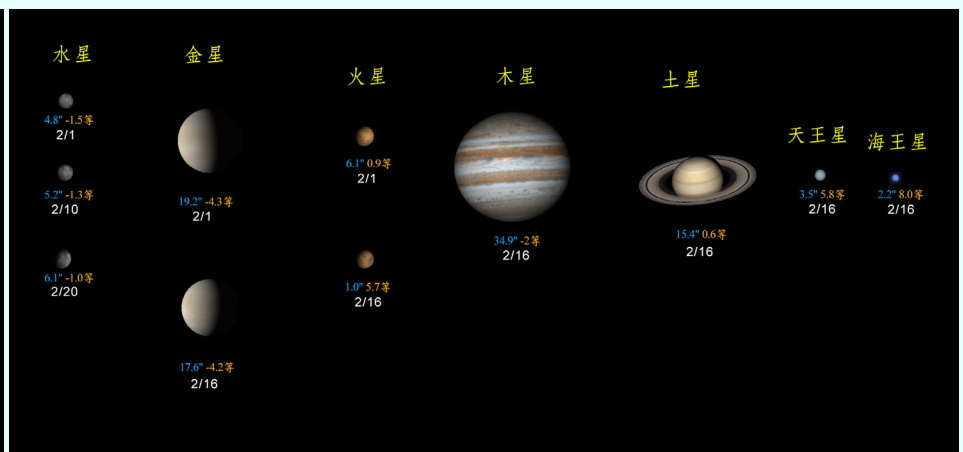 水星
4.8" -1.5等
2/1
5.2" -1.3等
2/10
6.1" -1.0等
2/20
金星
19.2" -4.3等
2/1
17.6" -4.2等
2/16
火星
6.1" 0.9等
2/1
1.0" 5.7等
2/16
木星
34.9" -2等
2/16
土星
15.4" 0.6等
2/16
天王星
3.5" 5.8等
2/16
海王星
2.2" 8.0等
2/16